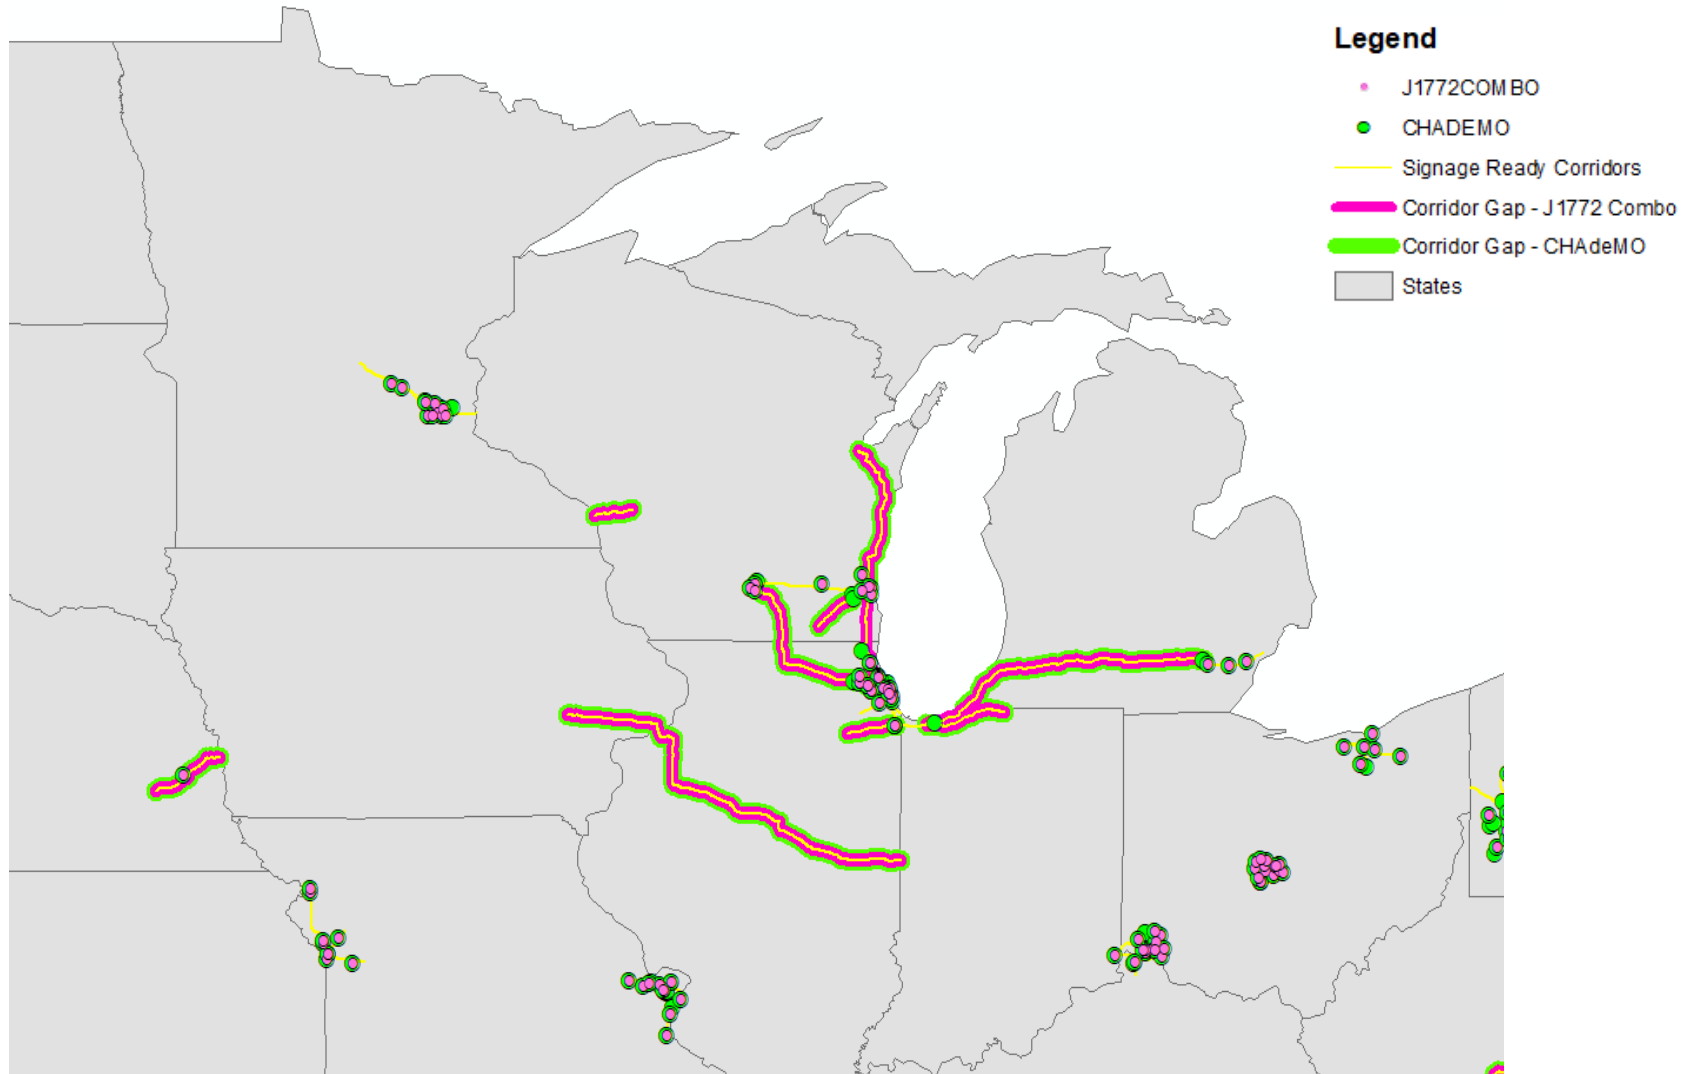 Legend
J1772COMBO
CHADEMO
Signage Ready Corridors
Corridor Gap - J1772 Combo
Corridor Gap - CHAdeMO
States